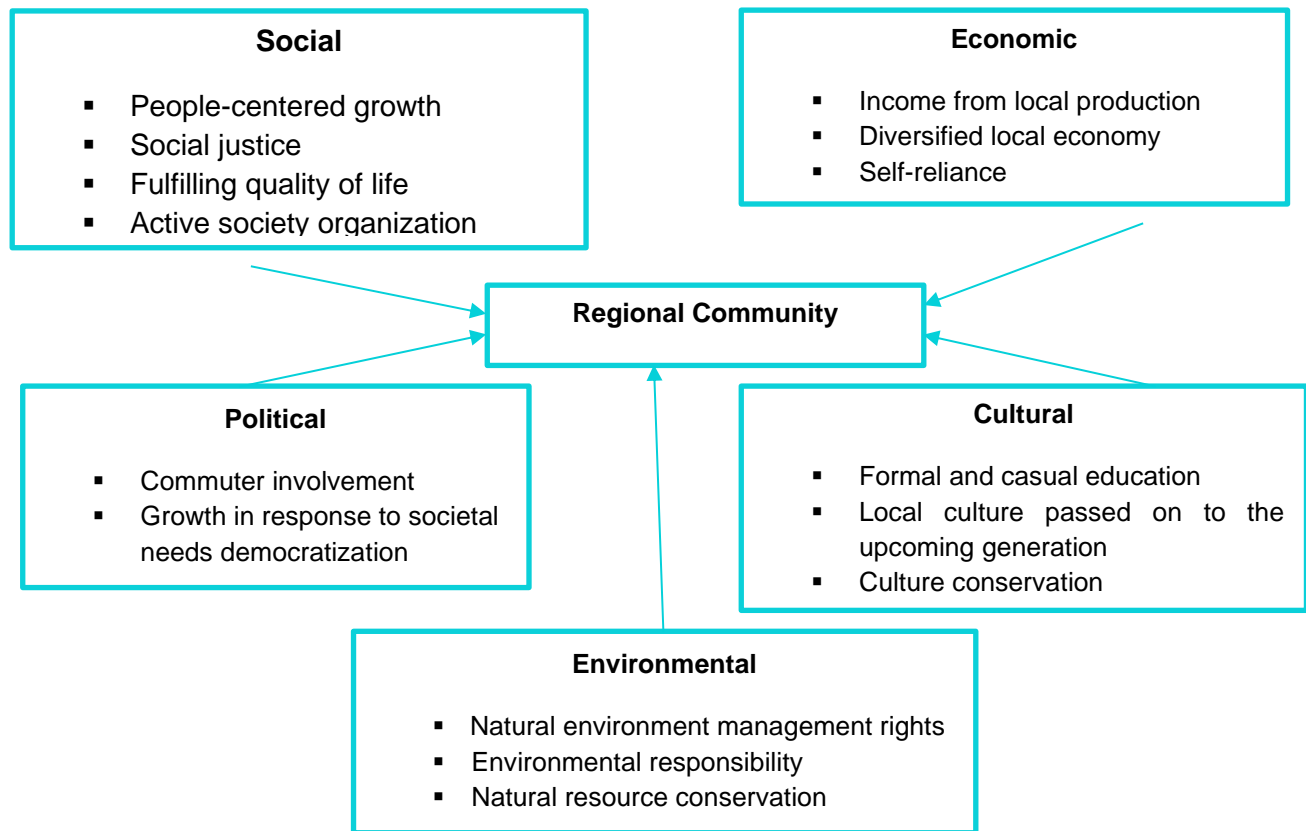 Social
▪ People-centered growth
▪ Social justice
▪ Fulfilling quality of life
▪ Active society organization
Economic
▪ Income from local production
▪ Diversified local economy
▪ Self-reliance
Regional Community
Political
▪ Commuter involvement
▪ Growth in response to societal
needs democratization
Cultural
▪ Formal and casual education
▪ Local culture passed on to the
upcoming generation
▪ Culture conservation
Environmental
▪ Natural environment management rights
▪ Environmental responsibility
▪ Natural resource conservation